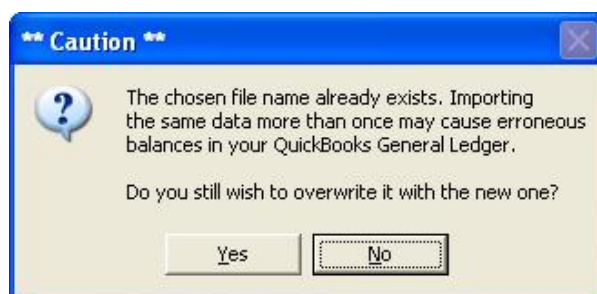 ** Caution **
The chosen file name already exists. Importing
the same data more than once may cause erroneous
balances in your QuickBooks General Ledger.
Do you still wish to overwrite it with the new one?
Yes
No